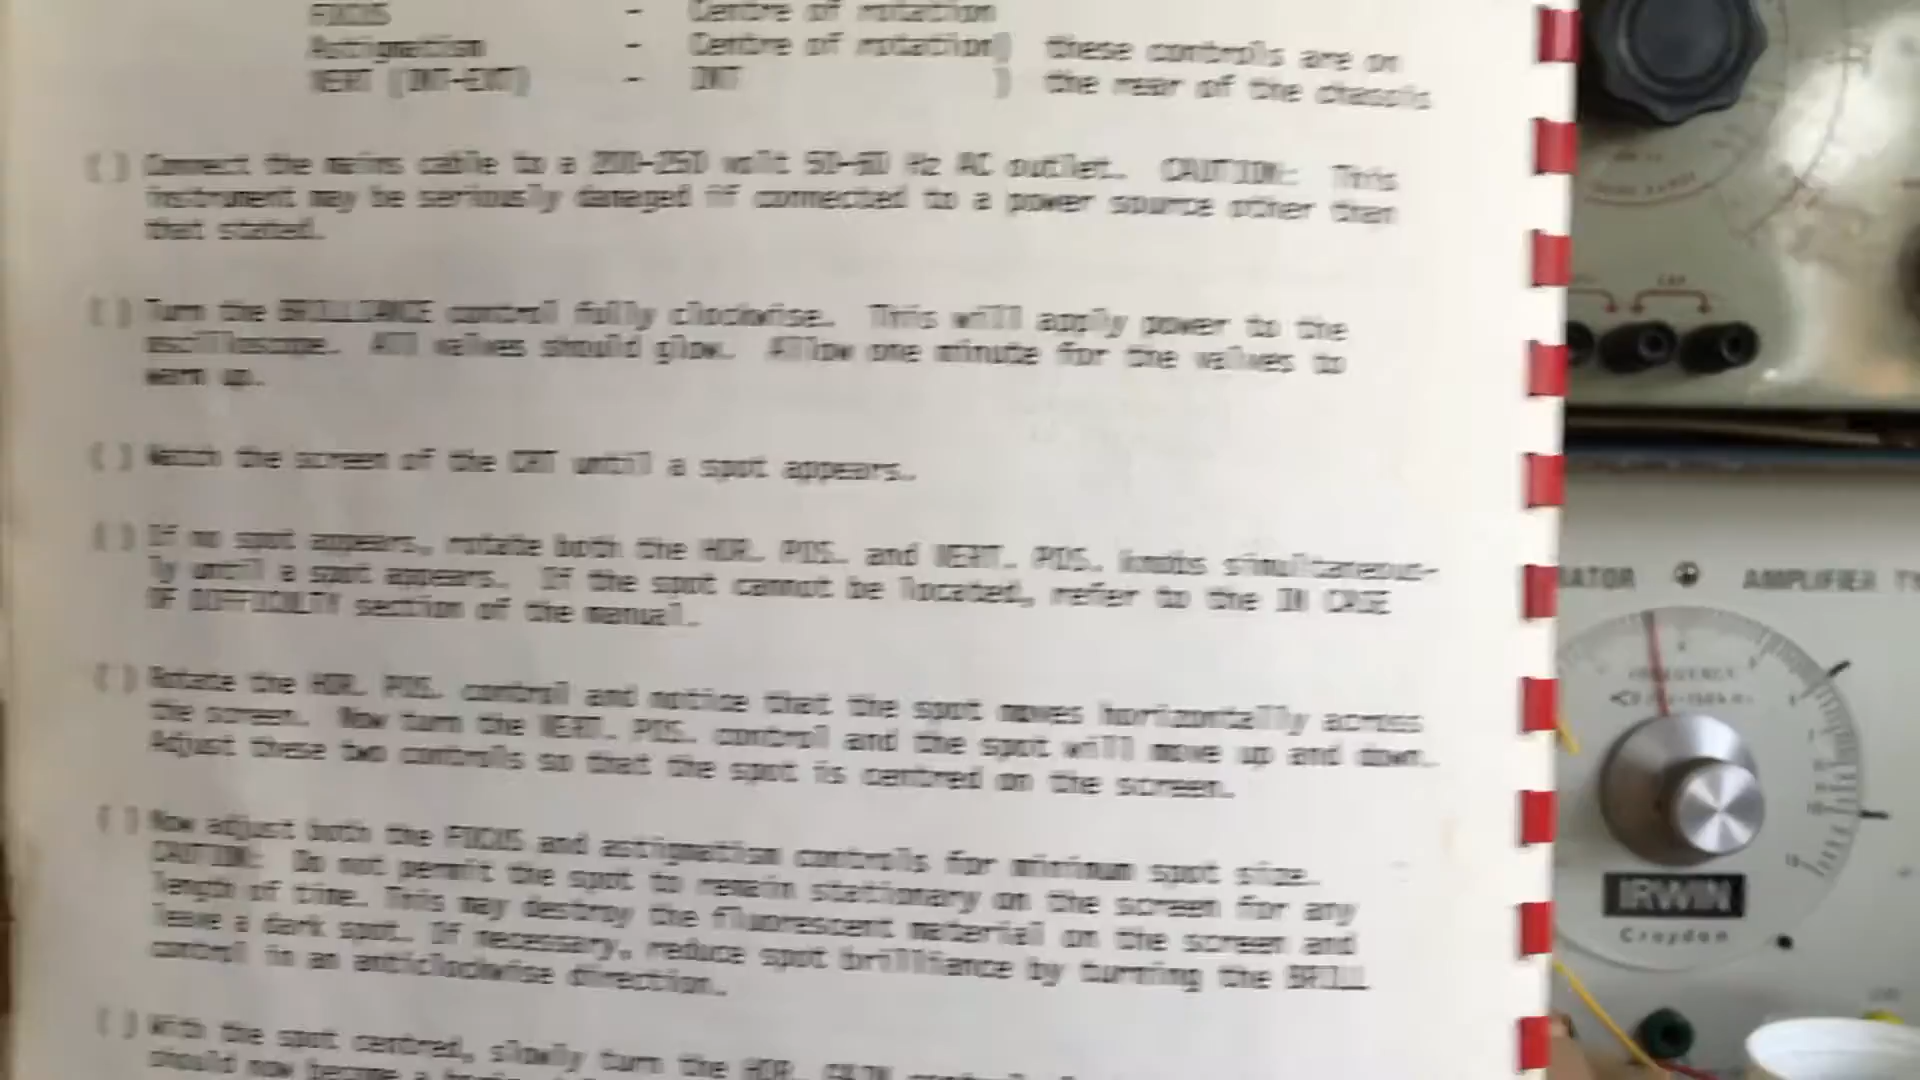 FOCUS - Centre of rotation
Astigmatism - Centre of rotation) these controls are on
VERT (INT-EXT) - INT ) the rear of the chassis
( ) Connect the mains cable to a 200-250 volt 50-60 Hz AC outlet. CAUTION: This
instrument may be seriously damaged if connected to a power source other than
that stated.
( ) Turn the BRILLIANCE control fully clockwise. This will apply power to the
oscilloscope. All valves should glow. Allow one minute for the valves to
warm up.
( ) Watch the screen of the CRT until a spot appears.
( ) If no spot appears, rotate both the HOR. POS. and VERT. POS. knobs simultaneous-
ly until a spot appears. If the spot cannot be located, refer to the IN CASE
OF DIFFICULTY section of the manual.
( ) Rotate the HOR. POS. control and notice that the spot moves horizontally across
the screen. Now turn the VERT. POS. control and the spot will move up and down.
Adjust these two controls so that the spot is centred on the screen.
( ) Now adjust both the FOCUS and astigmatism controls for minimum spot size.
CAUTION: Do not permit the spot to remain stationary on the screen for any
length of time. This may destroy the fluorescent material on the screen and
leave a dark spot. If necessary, reduce spot brilliance by turning the BRILL
control in an anticlockwise direction.
( ) With the spot centred, slowly turn the HOR. GAIN
should now become a
CAP
RATOR AMPLIFIER TY
FREQUENCY
IRWIN
Croydon